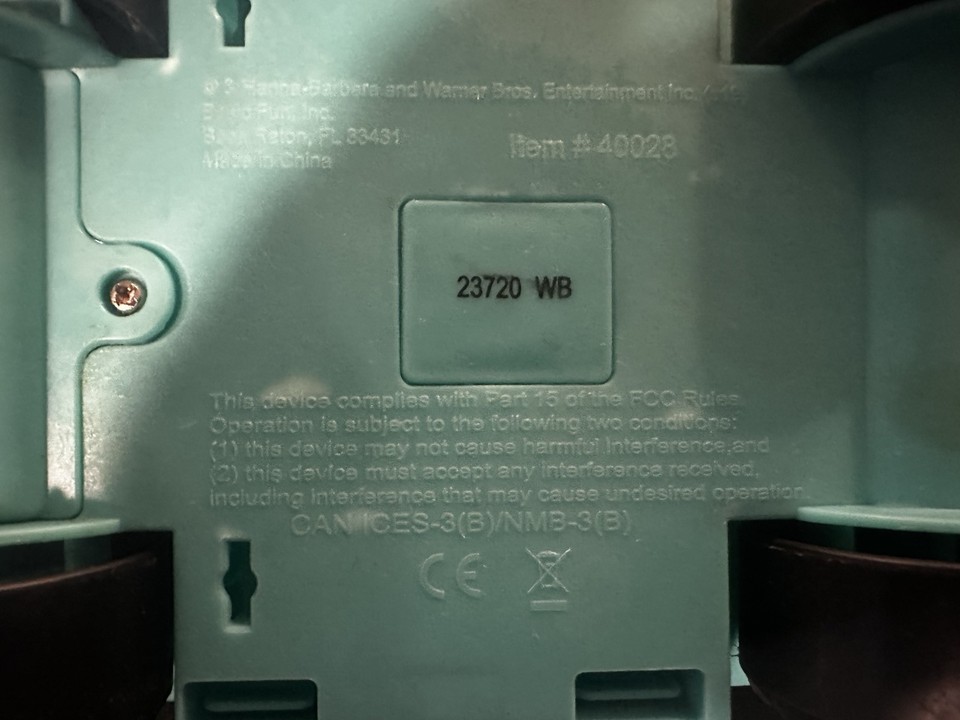 Hanna-Barbera and Warner Bros. Entertainment Inc.
Fun, Inc.
Raton, FL 33431
Made in China
Item # 40028
23720 WB
This device complies with Part 15 of the FCC Rules.
Operation is subject to the following two conditions:
(1) this device may not cause harmful interference,and
(2) this device must accept any interference received,
including interference that may cause undesired operation.
CAN ICES-3(B)/NMB-3(B)
CE